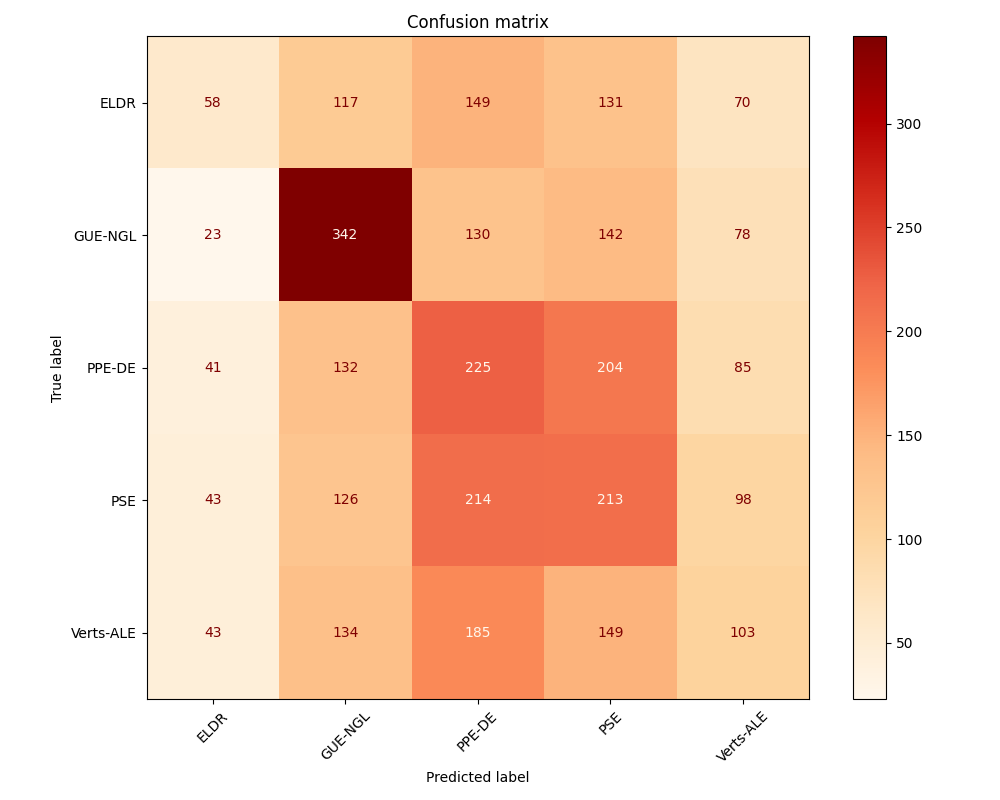 Confusion matrix
True label
ELDR 58 117 149 131 70
GUE-NGL 23 342 130 142 78
PPE-DE 41 132 225 204 85
PSE 43 126 214 213 98
Verts-ALE 43 134 185 149 103
ELDR GUE-NGL PPE-DE PSE Verts-ALE
Predicted label
300
250
200
150
100
50